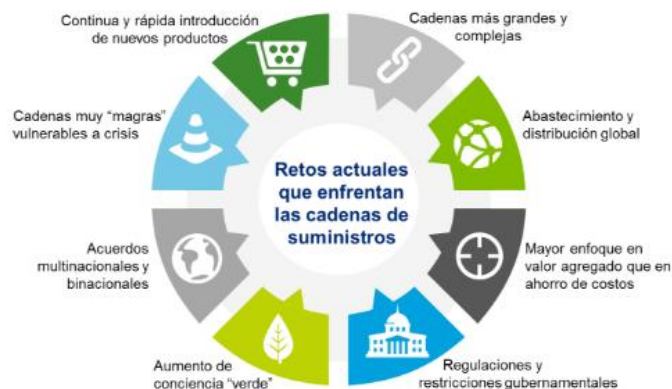 Continua y rápida introducción
de nuevos productos
Cadenas más grandes y
complejas
Cadenas muy “magras”
vulnerables a crisis
Abastecimiento y
distribución global
Retos actuales
que enfrentan
las cadenas de
suministros
Acuerdos
multinacionales y
binacionales
Mayor enfoque en
valor agregado que en
ahorro de costos
Aumento de
conciencia “verde”
Regulaciones y
restricciones gubernamentales